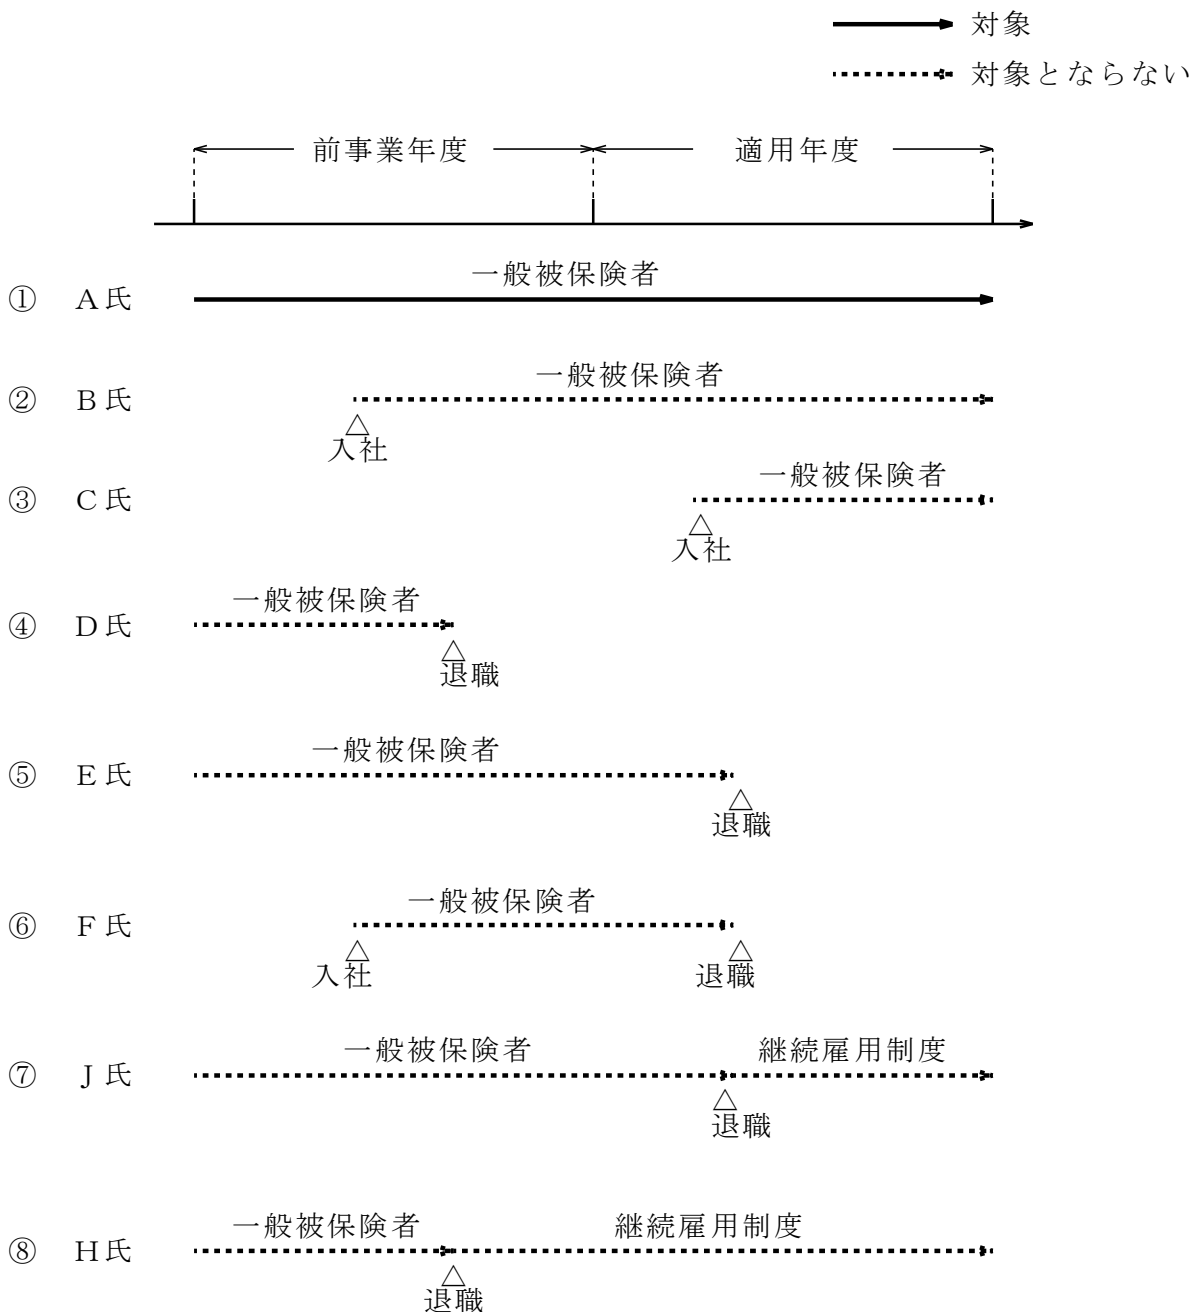 対象
対象とならない
前事業年度 適用年度
一般被保険者
① A氏
一般被保険者
② B氏
△
入社
一般被保険者
③ C氏
△
入社
一般被保険者
④ D氏
△
退職
一般被保険者
⑤ E氏
△
退職
一般被保険者
⑥ F氏
△ △
入社 退職
一般被保険者 継続雇用制度
⑦ J氏
△
退職
一般被保険者 継続雇用制度
⑧ H氏
△
退職